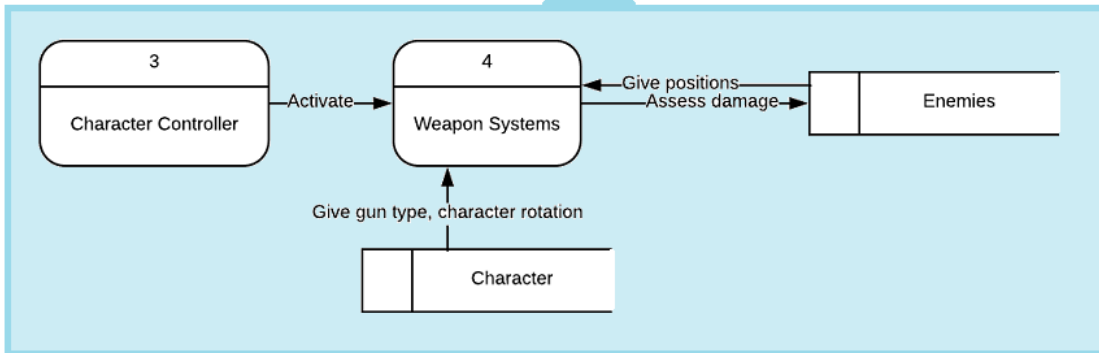 3
Character Controller
Activate
4
Weapon Systems
Give positions
Assess damage
Enemies
Give gun type, character rotation
Character